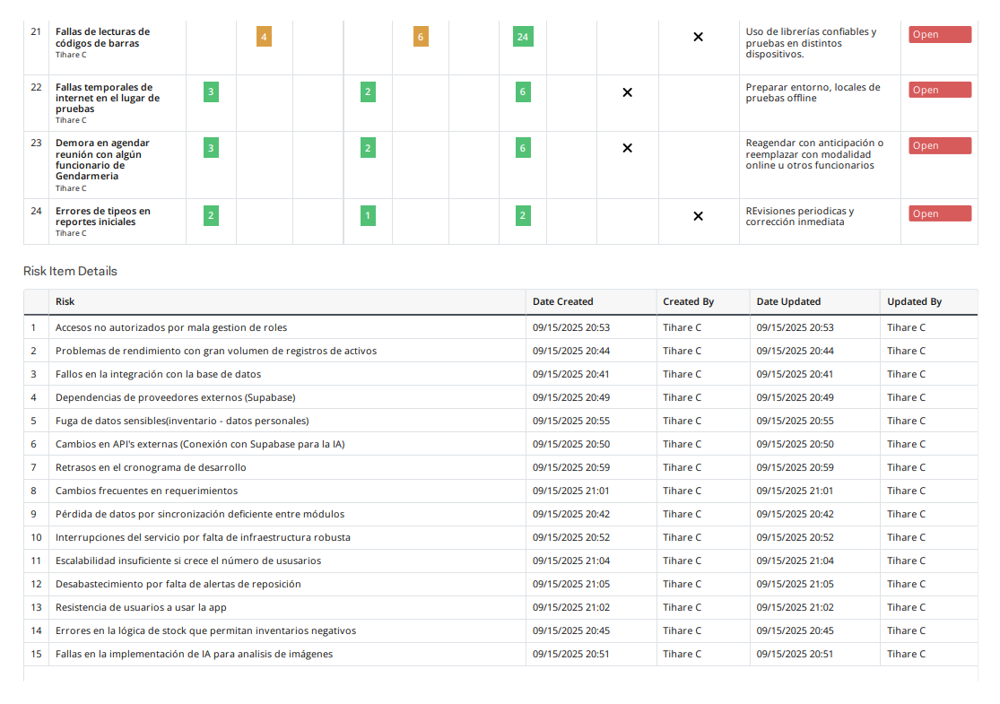 21 Fallas de lecturas de 4 6 24 Uso de librerías confiables y Open
códigos de barras pruebas en distintos
Tihare C dispositivos.
22 Fallas temporales de 3 2 6 Preparar entorno, locales de Open
internet en el lugar de pruebas offline
pruebas
Tihare C
23 Demora en agendar 3 2 6 Reagendar con anticipación o Open
reunión con algún reemplazar con modalidad
funcionario de online u otros funcionarios
Gendarmeria
Tihare C
24 Errores de tipeos en 2 1 2 REvisiones periodicas y Open
reportes iniciales corrección inmediata
Tihare C
Risk Item Details
Risk Date Created Created By Date Updated Updated By
1 Accesos no autorizados por mala gestion de roles 09/15/2025 20:53 Tihare C 09/15/2025 20:53 Tihare C
2 Problemas de rendimiento con gran volumen de registros de activos 09/15/2025 20:44 Tihare C 09/15/2025 20:44 Tihare C
3 Fallos en la integración con la base de datos 09/15/2025 20:41 Tihare C 09/15/2025 20:41 Tihare C
4 Dependencias de proveedores externos (Supabase) 09/15/2025 20:49 Tihare C 09/15/2025 20:49 Tihare C
5 Fuga de datos sensibles(inventario - datos personales) 09/15/2025 20:55 Tihare C 09/15/2025 20:55 Tihare C
6 Cambios en API's externas (Conexión con Supabase para la IA) 09/15/2025 20:50 Tihare C 09/15/2025 20:50 Tihare C
7 Retrasos en el cronograma de desarrollo 09/15/2025 20:59 Tihare C 09/15/2025 20:59 Tihare C
8 Cambios frecuentes en requerimientos 09/15/2025 21:01 Tihare C 09/15/2025 21:01 Tihare C
9 Pérdida de datos por sincronización deficiente entre módulos 09/15/2025 20:42 Tihare C 09/15/2025 20:42 Tihare C
10 Interrupciones del servicio por falta de infraestructura robusta 09/15/2025 20:52 Tihare C 09/15/2025 20:52 Tihare C
11 Escalabilidad insuficiente si crece el número de ususarios 09/15/2025 21:04 Tihare C 09/15/2025 21:04 Tihare C
12 Desabastecimiento por falta de alertas de reposición 09/15/2025 21:05 Tihare C 09/15/2025 21:05 Tihare C
13 Resistencia de usuarios a usar la app 09/15/2025 21:02 Tihare C 09/15/2025 21:02 Tihare C
14 Errores en la lógica de stock que permitan inventarios negativos 09/15/2025 20:45 Tihare C 09/15/2025 20:45 Tihare C
15 Fallas en la implementación de IA para analisis de imágenes 09/15/2025 20:51 Tihare C 09/15/2025 20:51 Tihare C